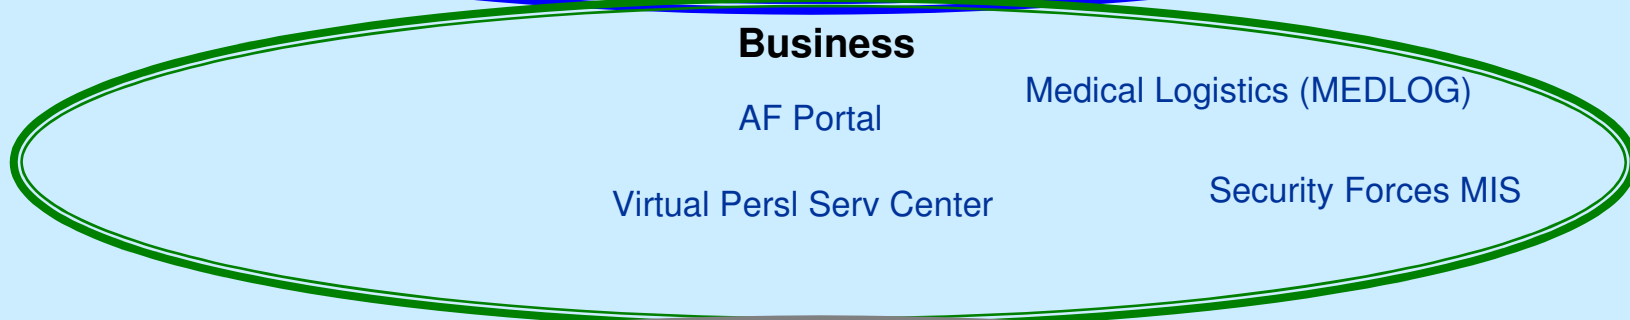 Business
Medical Logistics (MEDLOG)
AF Portal
Security Forces MIS
Virtual Persl Serv Center